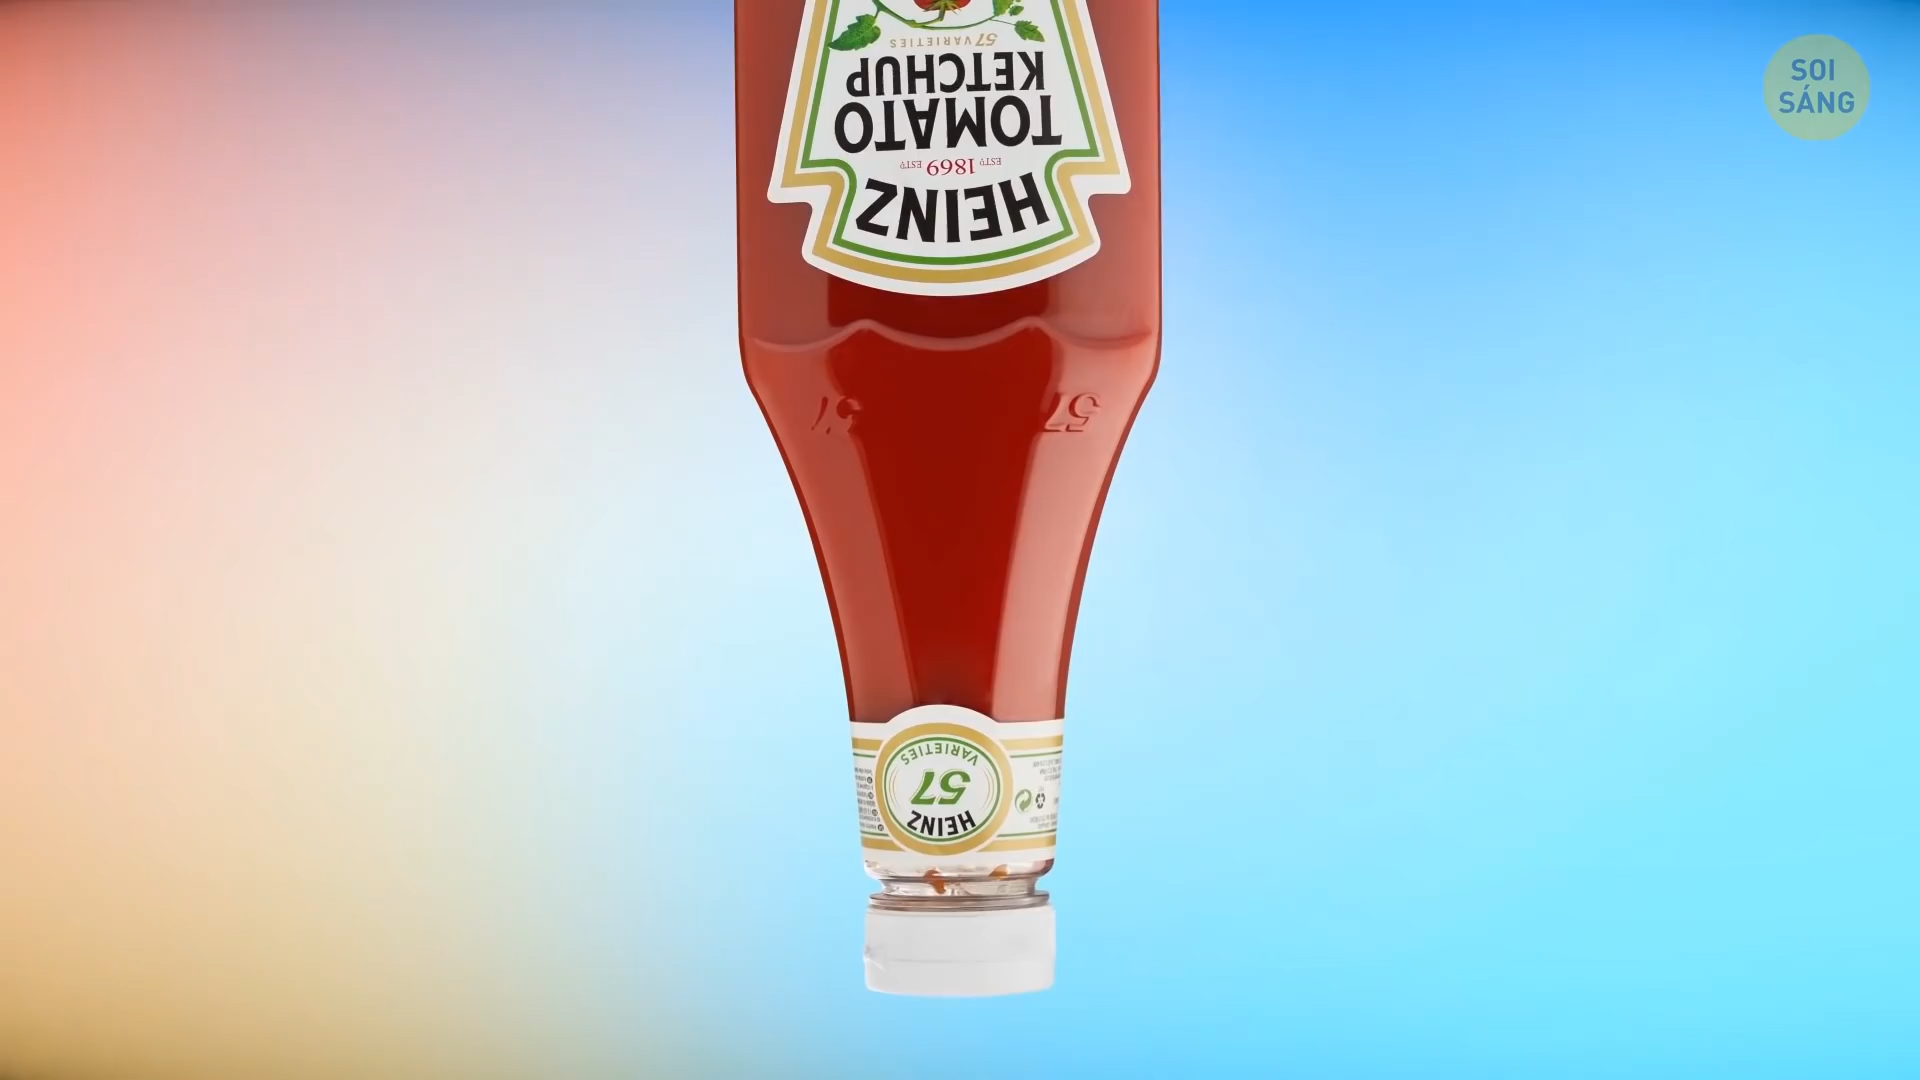 SOI
SÁNG
HEINZ
ESTD 1869 ESTD
TOMATO
KETCHUP
57 VARIETIES
57
57
HEINZ
57
VARIETIES